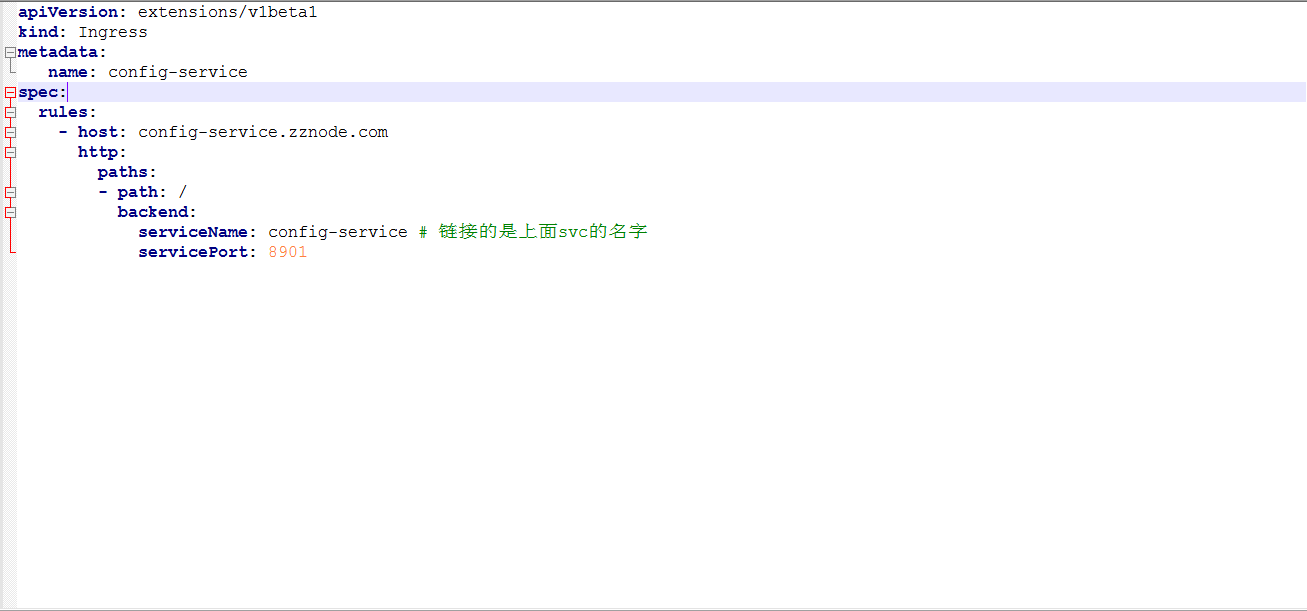 apiVersion: extensions/v1beta1
kind: Ingress
metadata:
   name: config-service
spec:
  rules:
    - host: config-service.zznode.com
      http:
        paths:
        - path: /
          backend:
            serviceName: config-service # 链接的是上面svc的名字
            servicePort: 8901